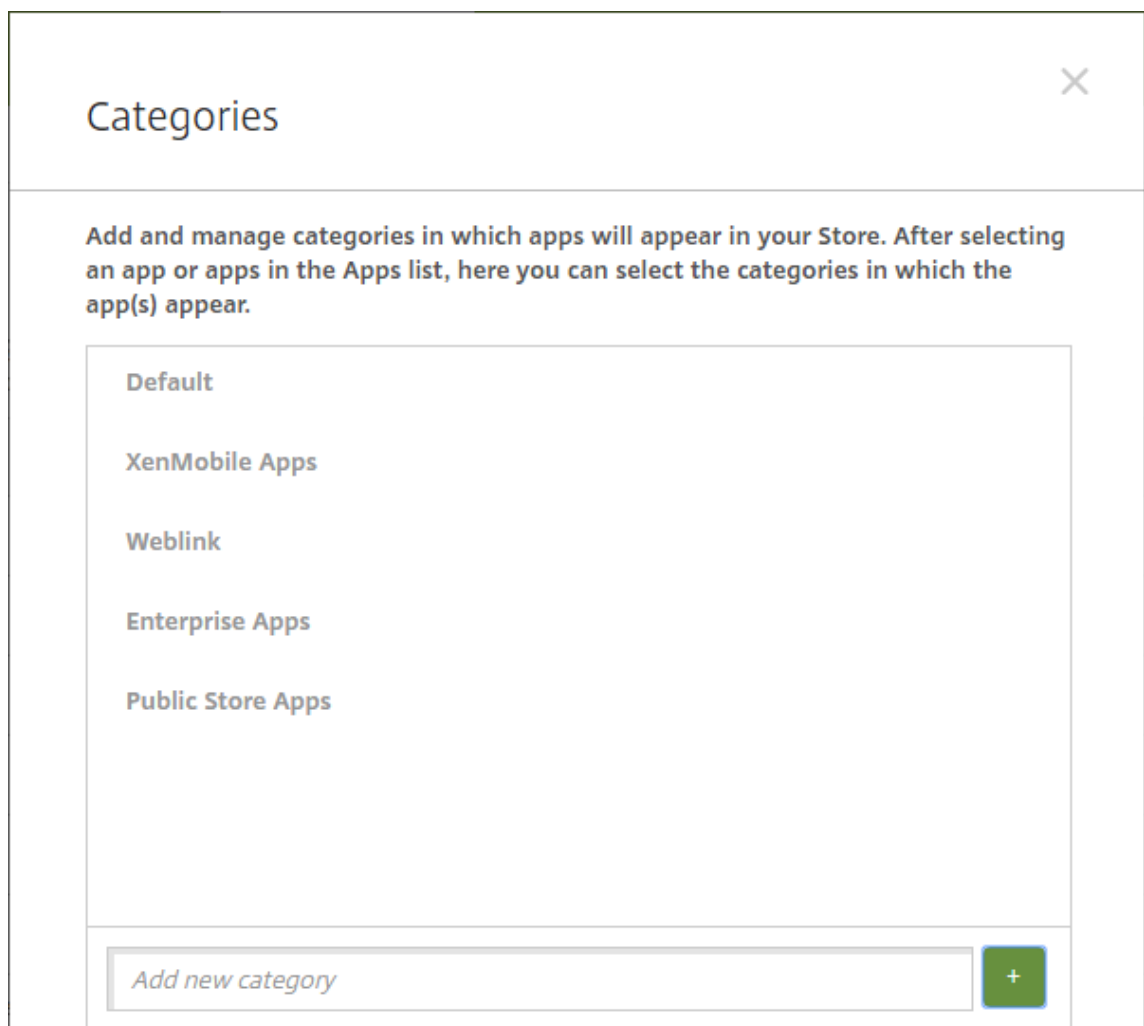 Categories
Add and manage categories in which apps will appear in your Store. After selecting
an app or apps in the Apps list, here you can select the categories in which the
app(s) appear.
Default
XenMobile Apps
Weblink
Enterprise Apps
Public Store Apps
Add new category
+